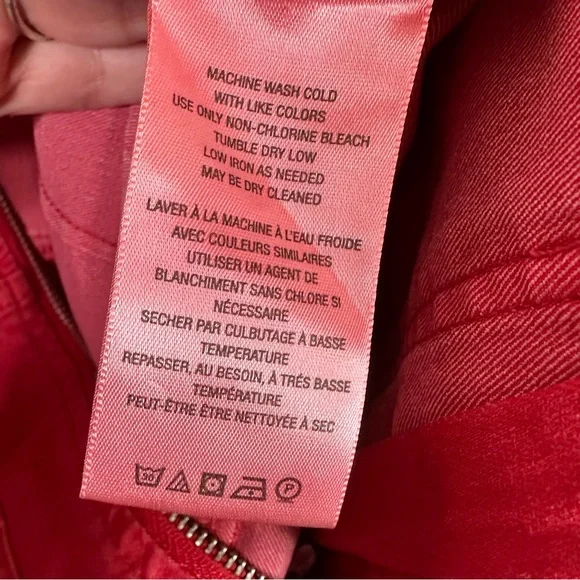 MACHINE WASH COLD
WITH LIKE COLORS
USE ONLY NON-CHLORINE BLEACH
TUMBLE DRY LOW
LOW IRON AS NEEDED
MAY BE DRY CLEANED
LAVER À LA MACHINE À L'EAU FROIDE
AVEC COULEURS SIMILAIRES
UTILISER UN AGENT DE
BLANCHIMENT SANS CHLORE SI
NÉCESSAIRE
SECHER PAR CULBUTAGE À BASSE
TEMPERATURE
REPASSER, AU BESOIN, À TRÉS BASSE
TEMPÉRATURE
PEUT-ÊTRE ÊTRE NETTOYÉE À SEC
30 P